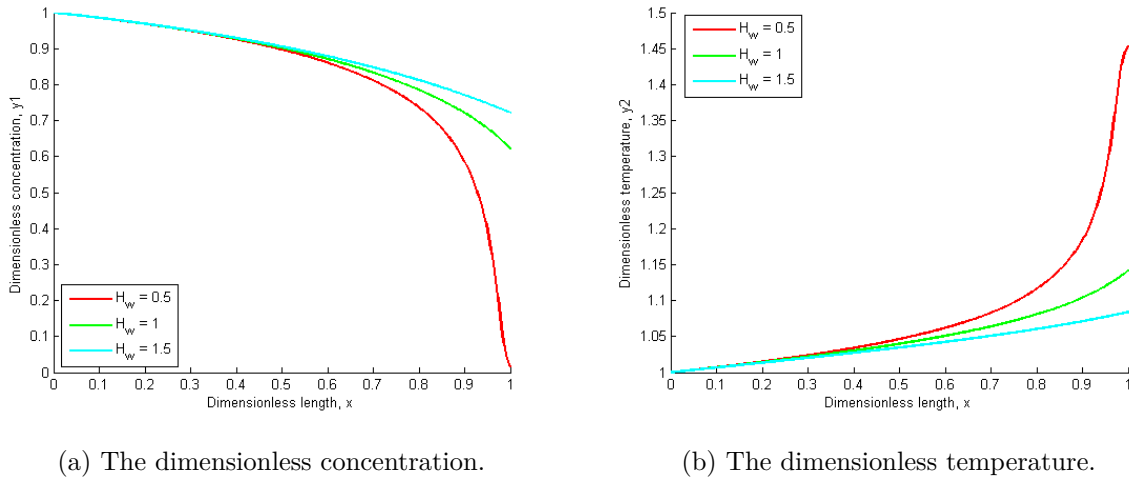 1
0.9
0.8
0.7
0.6
0.5
0.4
0.3
0.2
0.1
0
Dimensionless concentration, y1
H_w = 0.5
H_w = 1
H_w = 1.5
0 0.1 0.2 0.3 0.4 0.5 0.6 0.7 0.8 0.9 1
Dimensionless length, x
(a) The dimensionless concentration.
1.5
1.45
1.4
1.35
1.3
1.25
1.2
1.15
1.1
1.05
1
Dimensionless temperature, y2
H_w = 0.5
H_w = 1
H_w = 1.5
0 0.1 0.2 0.3 0.4 0.5 0.6 0.7 0.8 0.9 1
Dimensionless length, x
(b) The dimensionless temperature.